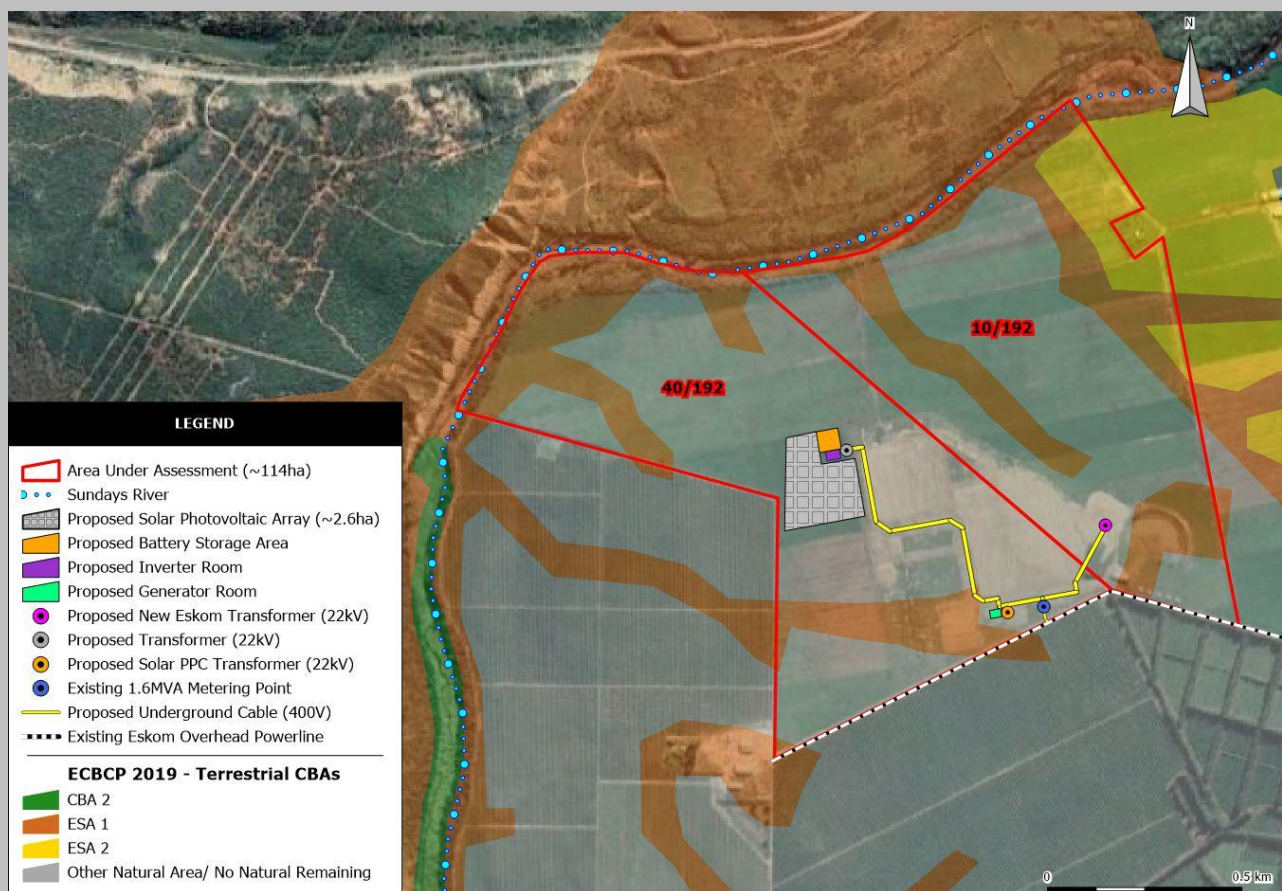 N
10/192
40/192
LEGEND
Area Under Assessment (~114ha)
Sundays River
Proposed Solar Photovoltaic Array (~2.6ha)
Proposed Battery Storage Area
Proposed Inverter Room
Proposed Generator Room
Proposed New Eskom Transformer (22kV)
Proposed Transformer (22kV)
Proposed Solar PPC Transformer (22kV)
Existing 1.6MVA Metering Point
Proposed Underground Cable (400V)
Existing Eskom Overhead Powerline
ECBCP 2019 - Terrestrial CBAs
CBA 2
ESA 1
ESA 2
Other Natural Area/ No Natural Remaining
0 0.5 km